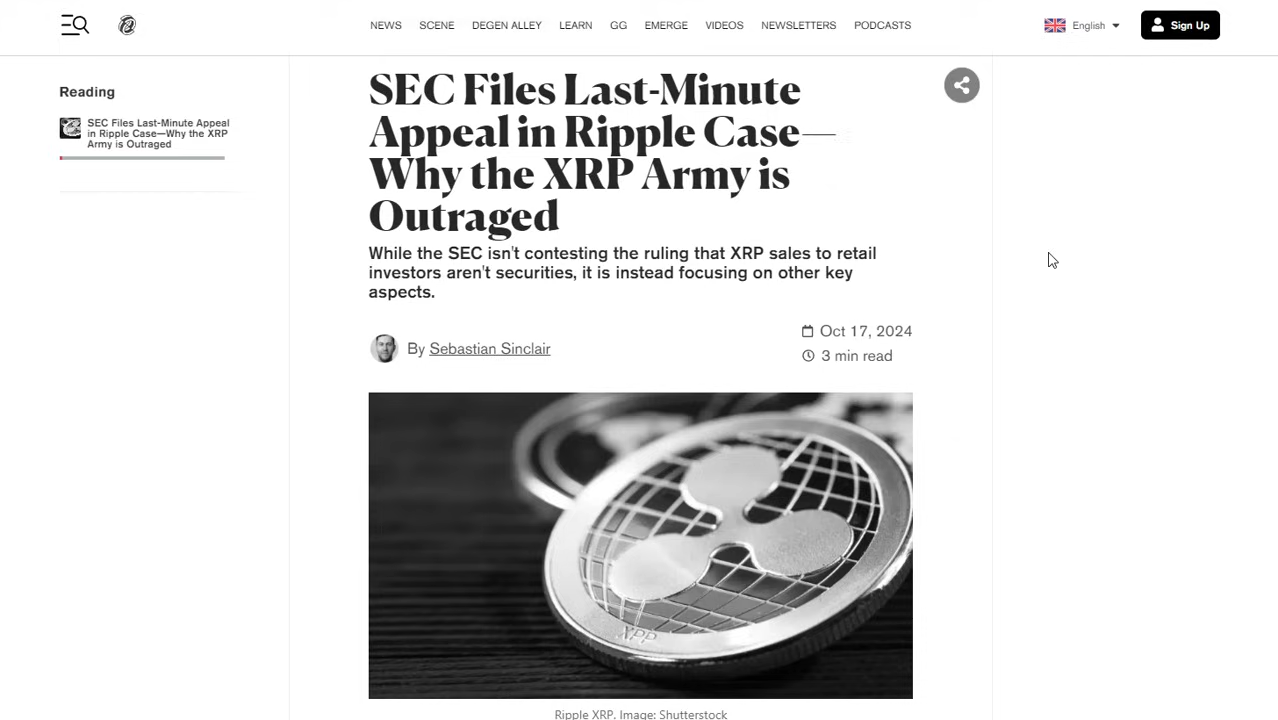 NEWS SCENE DEGEN ALLEY LEARN GG EMERGE VIDEOS NEWSLETTERS PODCASTS English Sign Up
Reading
SEC Files Last-Minute Appeal
in Ripple Case—Why the XRP
Army is Outraged
SEC Files Last-Minute
Appeal in Ripple Case—
Why the XRP Army is
Outraged
While the SEC isn't contesting the ruling that XRP sales to retail
investors aren't securities, it is instead focusing on other key
aspects.
By Sebastian Sinclair
Oct 17, 2024
3 min read
Ripple XRP. Image: Shutterstock